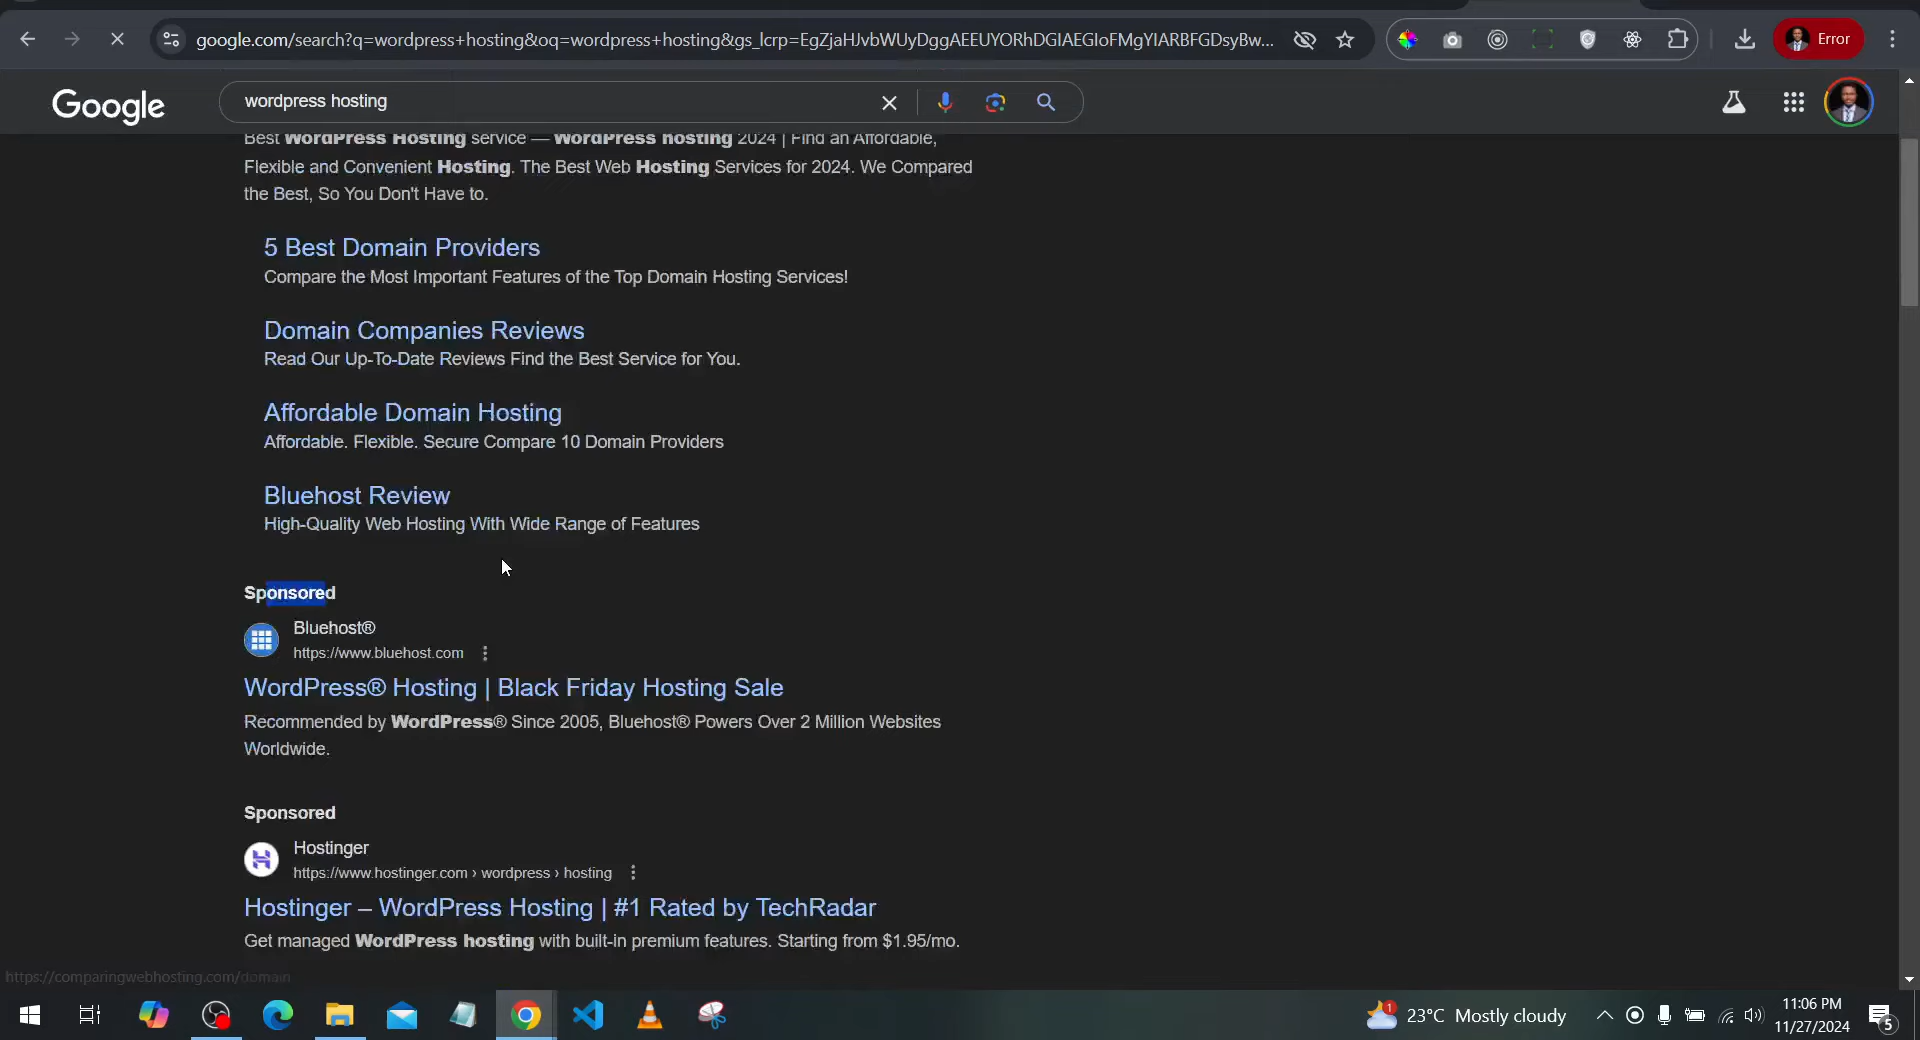 google.com/search?q=wordpress+hosting&oq=wordpress+hosting&gs_lcrp=EgZjaHJvbWUyDggAEEUYORhDGIAEGIoFMgYIARBFGDsyBw...
Error
Google
wordpress hosting
Best WordPress Hosting service — WordPress hosting 2024 | Find an Affordable,
Flexible and Convenient Hosting. The Best Web Hosting Services for 2024. We Compared
the Best, So You Don't Have to.
5 Best Domain Providers
Compare the Most Important Features of the Top Domain Hosting Services!
Domain Companies Reviews
Read Our Up-To-Date Reviews Find the Best Service for You.
Affordable Domain Hosting
Affordable. Flexible. Secure Compare 10 Domain Providers
Bluehost Review
High-Quality Web Hosting With Wide Range of Features
Sponsored
Bluehost®
https://www.bluehost.com
WordPress® Hosting | Black Friday Hosting Sale
Recommended by WordPress® Since 2005, Bluehost® Powers Over 2 Million Websites
Worldwide.
Sponsored
Hostinger
https://www.hostinger.com › wordpress › hosting
Hostinger – WordPress Hosting | #1 Rated by TechRadar
Get managed WordPress hosting with built-in premium features. Starting from $1.95/mo.
https://comparingwebhosting.com/domain
1
23°C Mostly cloudy
11:06 PM
11/27/2024
5